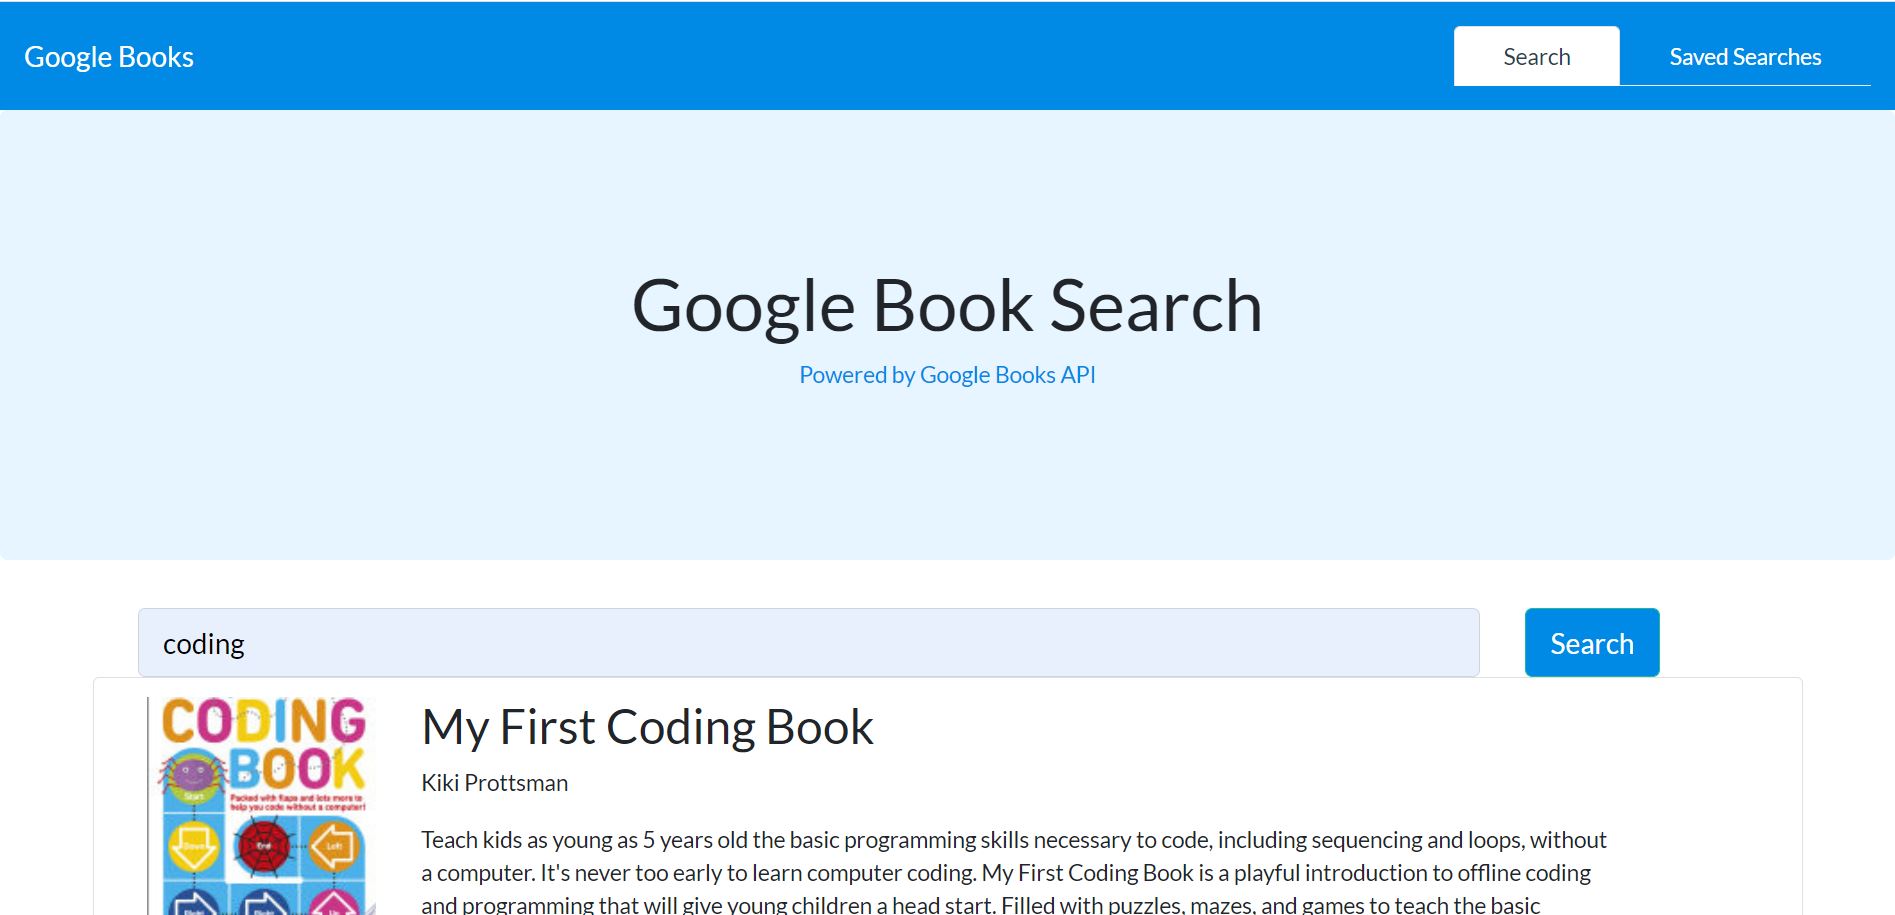 Google Books
Search
Saved Searches
Google Book Search
Powered by Google Books API
coding
Search
CODING
BOOK
Start
Packed with flaps and lots more to
help you code without a computer!
Down
End
Left
My First Coding Book
Kiki Prottsman
Teach kids as young as 5 years old the basic programming skills necessary to code, including sequencing and loops, without
a computer. It's never too early to learn computer coding. My First Coding Book is a playful introduction to offline coding
and programming that will give young children a head start. Filled with puzzles, mazes, and games to teach the basic